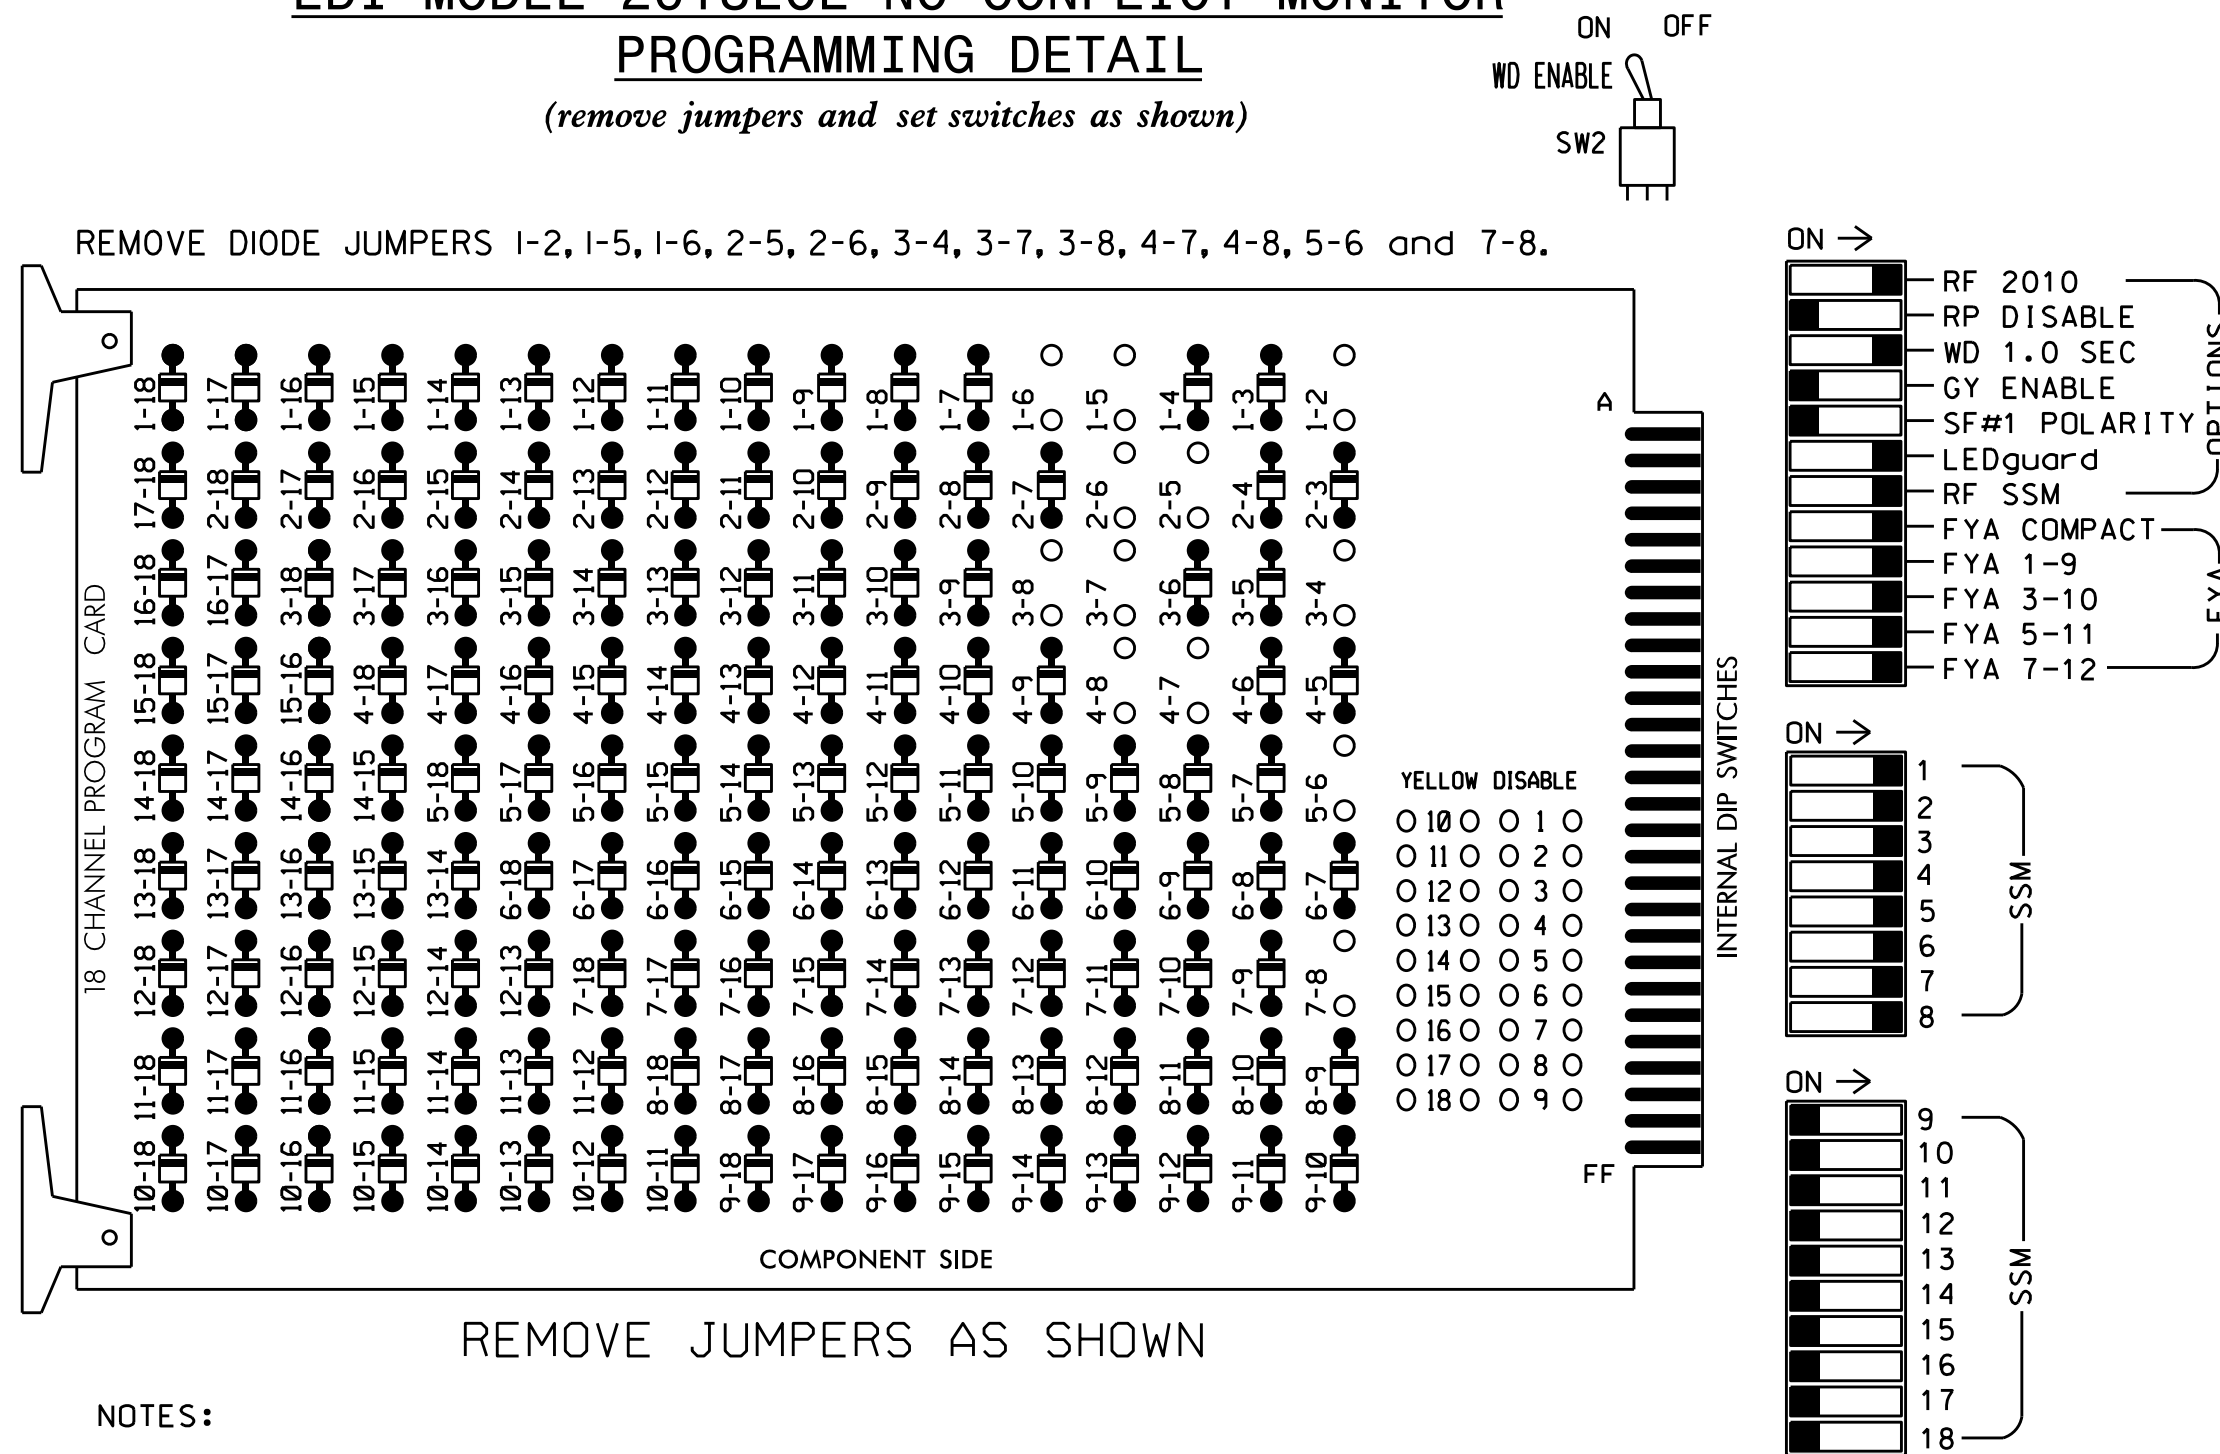 PROGRAMMING DETAIL
(remove jumpers and set switches as shown)
ON OFF
WD ENABLE
SW2
REMOVE DIODE JUMPERS 1-2, 1-5, 1-6, 2-5, 2-6, 3-4, 3-7, 3-8, 4-7, 4-8, 5-6 and 7-8.
18 CHANNEL PROGRAM CARD
1-18 1-17 1-16 1-15 1-14 1-13 1-12 1-11 1-10 1-9 1-8 1-7 1-6 1-5 1-4 1-3 1-2
17-18 2-18 2-17 2-16 2-15 2-14 2-13 2-12 2-11 2-10 2-9 2-8 2-7 2-6 2-5 2-4 2-3
16-18 16-17 3-18 3-17 3-16 3-15 3-14 3-13 3-12 3-11 3-10 3-9 3-8 3-7 3-6 3-5 3-4
15-18 15-17 15-16 4-18 4-17 4-16 4-15 4-14 4-13 4-12 4-11 4-10 4-9 4-8 4-7 4-6 4-5
14-18 14-17 14-16 14-15 5-18 5-17 5-16 5-15 5-14 5-13 5-12 5-11 5-10 5-9 5-8 5-7 5-6
13-18 13-17 13-16 13-15 13-14 6-18 6-17 6-16 6-15 6-14 6-13 6-12 6-11 6-10 6-9 6-8 6-7
12-18 12-17 12-16 12-15 12-14 12-13 7-18 7-17 7-16 7-15 7-14 7-13 7-12 7-11 7-10 7-9 7-8
11-18 11-17 11-16 11-15 11-14 11-13 11-12 8-18 8-17 8-16 8-15 8-14 8-13 8-12 8-11 8-10 8-9
10-18 10-17 10-16 10-15 10-14 10-13 10-12 10-11 9-18 9-17 9-16 9-15 9-14 9-13 9-12 9-11 9-10
A
YELLOW DISABLE
10 1
11 2
12 3
13 4
14 5
15 6
16 7
17 8
18 9
FF
COMPONENT SIDE
INTERNAL DIP SWITCHES
ON
RF 2010
RP DISABLE
WD 1.0 SEC
GY ENABLE
SF#1 POLARITY
LEDguard
RF SSM
OPTIONS
FYA COMPACT
FYA 1-9
FYA 3-10
FYA 5-11
FYA 7-12
FYA
ON
1
2
3
4
5
6
7
8
SSM
ON
9
10
11
12
13
14
15
16
17
18
SSM
REMOVE JUMPERS AS SHOWN
NOTES: